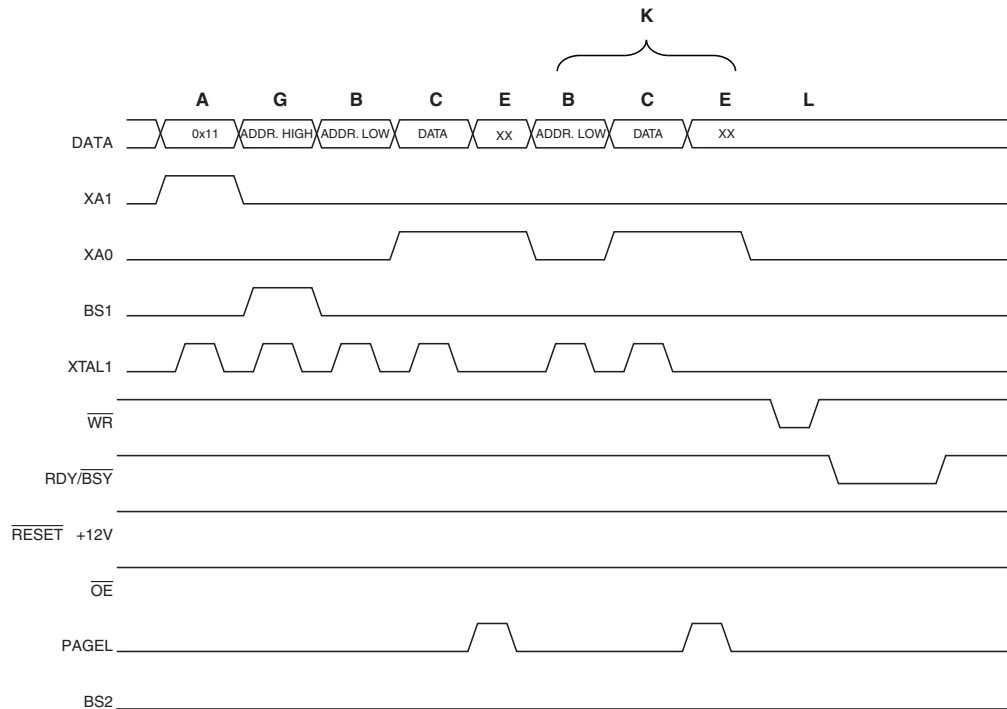 K
A G B C E B C E L
DATA 0x11 ADDR. HIGH ADDR. LOW DATA XX ADDR. LOW DATA XX
XA1
XA0
BS1
XTAL1
WR
RDY/BSY
RESET +12V
OE
PAGEL
BS2